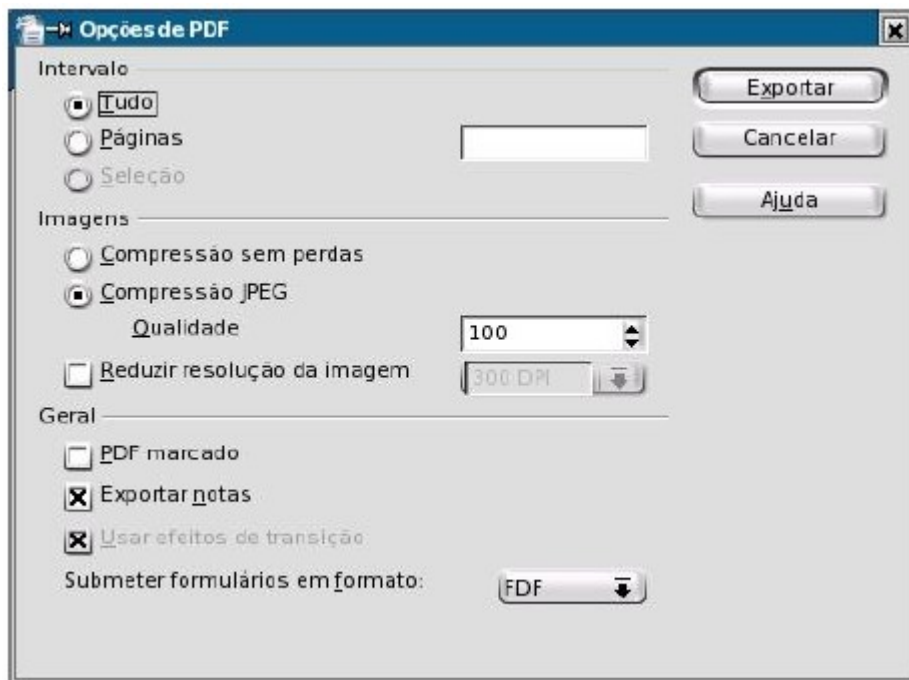 Opções de PDF
Intervalo
Tudo
Páginas
Seleção
Exportar
Cancelar
Ajuda
Imagens
Compressão sem perdas
Compressão JPEG
Qualidade 100
Reduzir resolução da imagem 300 DPI
Geral
PDF marcado
Exportar notas
Usar efeitos de transição
Submeter formulários em formato: FDF